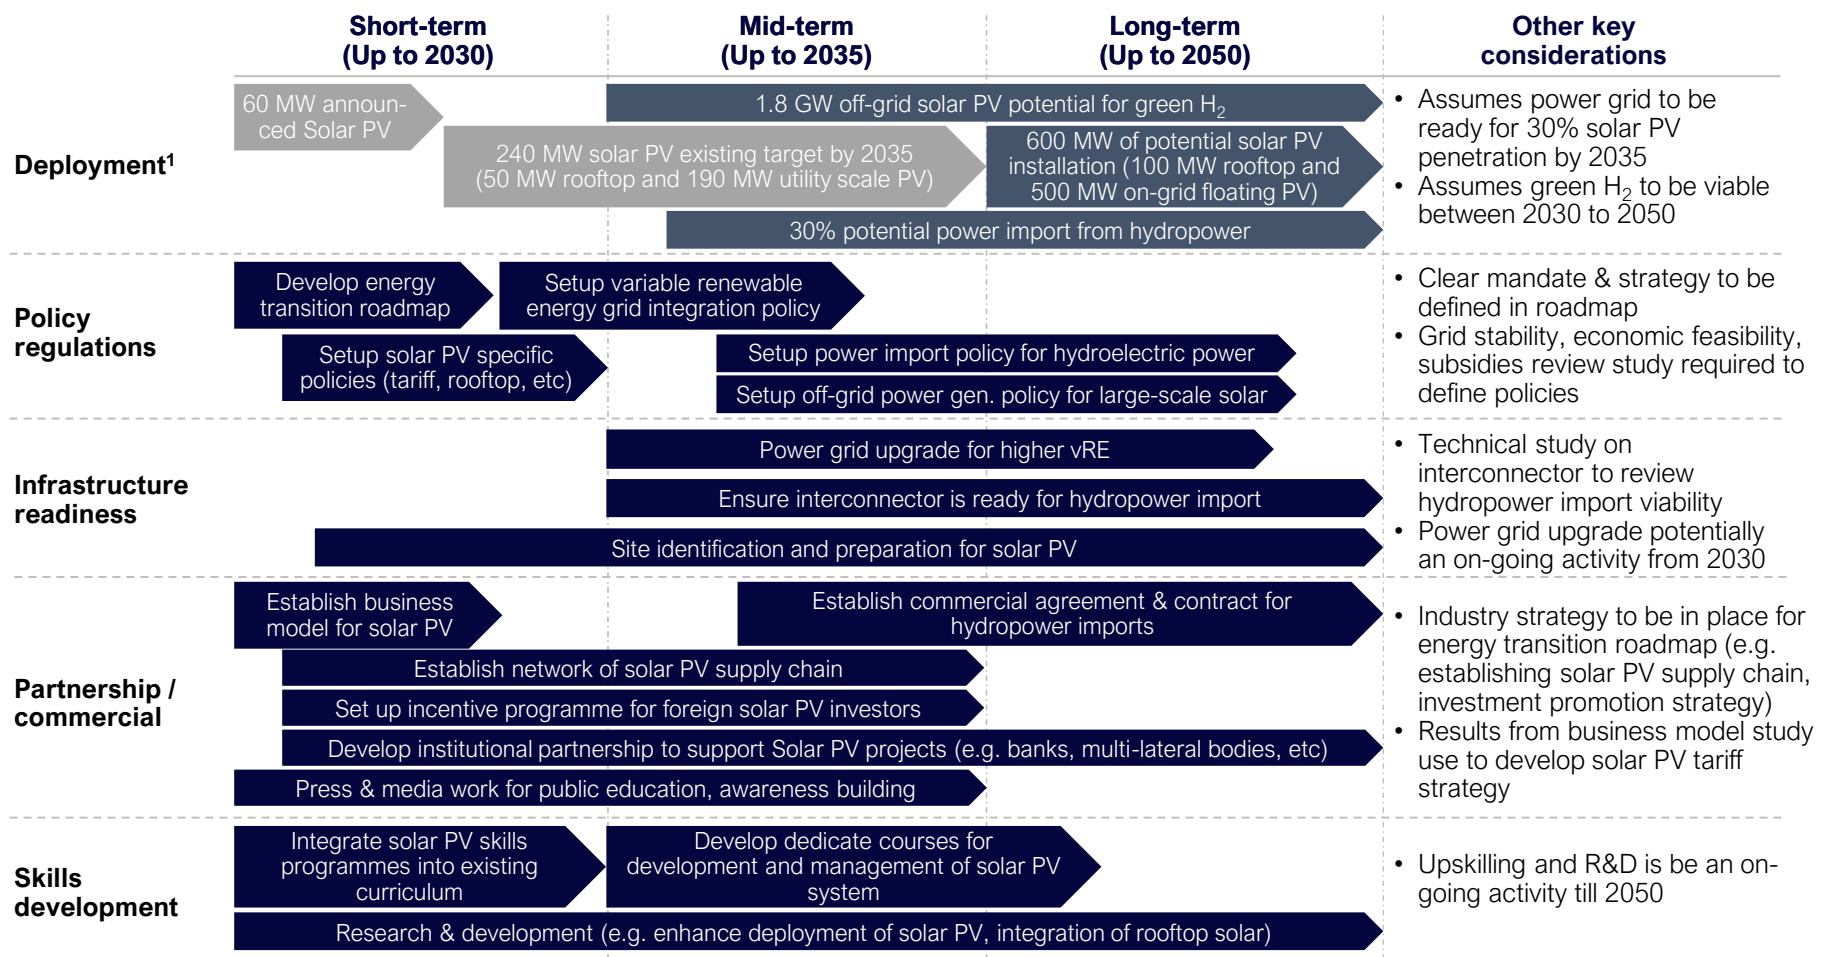 Short-term
(Up to 2030)
Mid-term
(Up to 2035)
Long-term
(Up to 2050)
Other key
considerations
Deployment¹
60 MW announ-
ced Solar PV
1.8 GW off-grid solar PV potential for green H₂
240 MW solar PV existing target by 2035
(50 MW rooftop and 190 MW utility scale PV)
600 MW of potential solar PV
installation (100 MW rooftop and
500 MW on-grid floating PV)
30% potential power import from hydropower
• Assumes power grid to be
ready for 30% solar PV
penetration by 2035
• Assumes green H₂ to be viable
between 2030 to 2050
Policy
regulations
Develop energy
transition roadmap
Setup variable renewable
energy grid integration policy
Setup solar PV specific
policies (tariff, rooftop, etc)
Setup power import policy for hydroelectric power
Setup off-grid power gen. policy for large-scale solar
• Clear mandate & strategy to be
defined in roadmap
• Grid stability, economic feasibility,
subsidies review study required to
define policies
Infrastructure
readiness
Power grid upgrade for higher vRE
Ensure interconnector is ready for hydropower import
Site identification and preparation for solar PV
• Technical study on
interconnector to review
hydropower import viability
• Power grid upgrade potentially
an on-going activity from 2030
Partnership /
commercial
Establish business
model for solar PV
Establish commercial agreement & contract for
hydropower imports
Establish network of solar PV supply chain
Set up incentive programme for foreign solar PV investors
Develop institutional partnership to support Solar PV projects (e.g. banks, multi-lateral bodies, etc)
Press & media work for public education, awareness building
• Industry strategy to be in place for
energy transition roadmap (e.g.
establishing solar PV supply chain,
investment promotion strategy)
• Results from business model study
use to develop solar PV tariff
strategy
Skills
development
Integrate solar PV skills
programmes into existing
curriculum
Develop dedicate courses for
development and management of solar PV
system
Research & development (e.g. enhance deployment of solar PV, integration of rooftop solar)
• Upskilling and R&D is be an on-
going activity till 2050